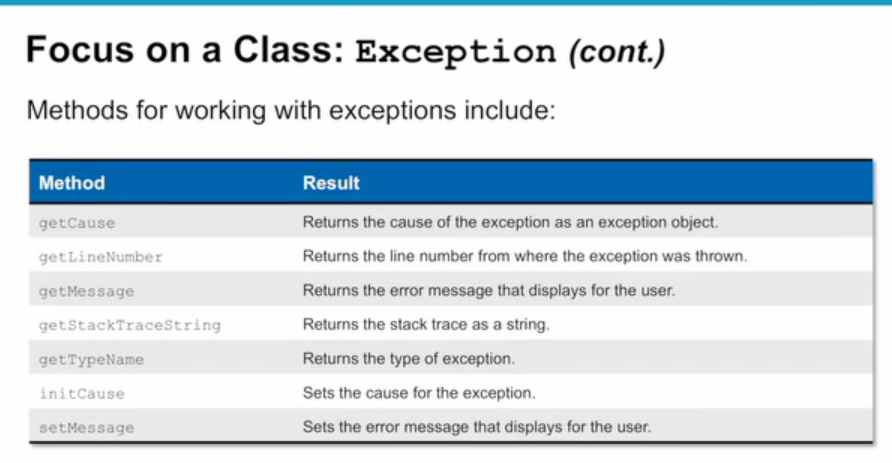 Focus on a Class: Exception (cont.)
Methods for working with exceptions include:
Method Result
getCause Returns the cause of the exception as an exception object.
getLineNumber Returns the line number from where the exception was thrown.
getMessage Returns the error message that displays for the user.
getStackTraceString Returns the stack trace as a string.
getTypeName Returns the type of exception.
initCause Sets the cause for the exception.
setMessage Sets the error message that displays for the user.